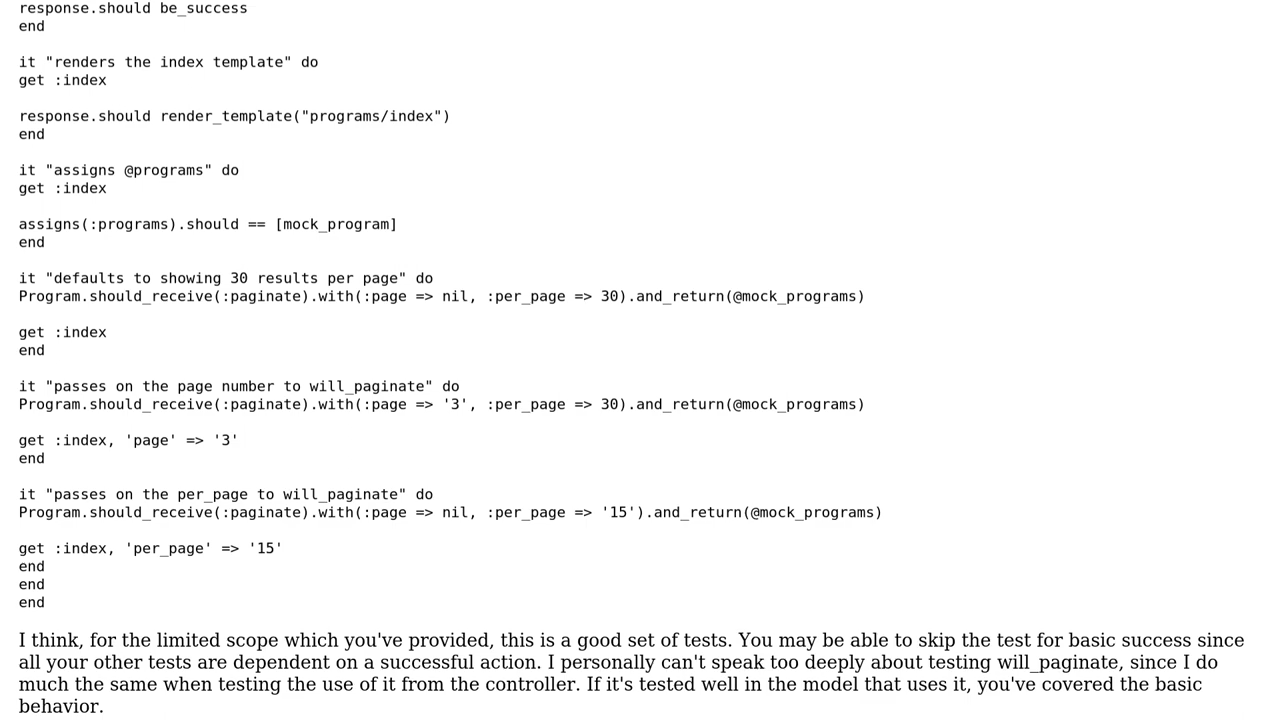 response.should be_success
end
it "renders the index template" do
get :index
response.should render_template("programs/index")
end
it "assigns @programs" do
get :index
assigns(:programs).should == [mock_program]
end
it "defaults to showing 30 results per page" do
Program.should_receive(:paginate).with(:page => nil, :per_page => 30).and_return(@mock_programs)
get :index
end
it "passes on the page number to will_paginate" do
Program.should_receive(:paginate).with(:page => '3', :per_page => 30).and_return(@mock_programs)
get :index, 'page' => '3'
end
it "passes on the per_page to will_paginate" do
Program.should_receive(:paginate).with(:page => nil, :per_page => '15').and_return(@mock_programs)
get :index, 'per_page' => '15'
end
end
end
I think, for the limited scope which you've provided, this is a good set of tests. You may be able to skip the test for basic success since
all your other tests are dependent on a successful action. I personally can't speak too deeply about testing will_paginate, since I do
much the same when testing the use of it from the controller. If it's tested well in the model that uses it, you've covered the basic
behavior.